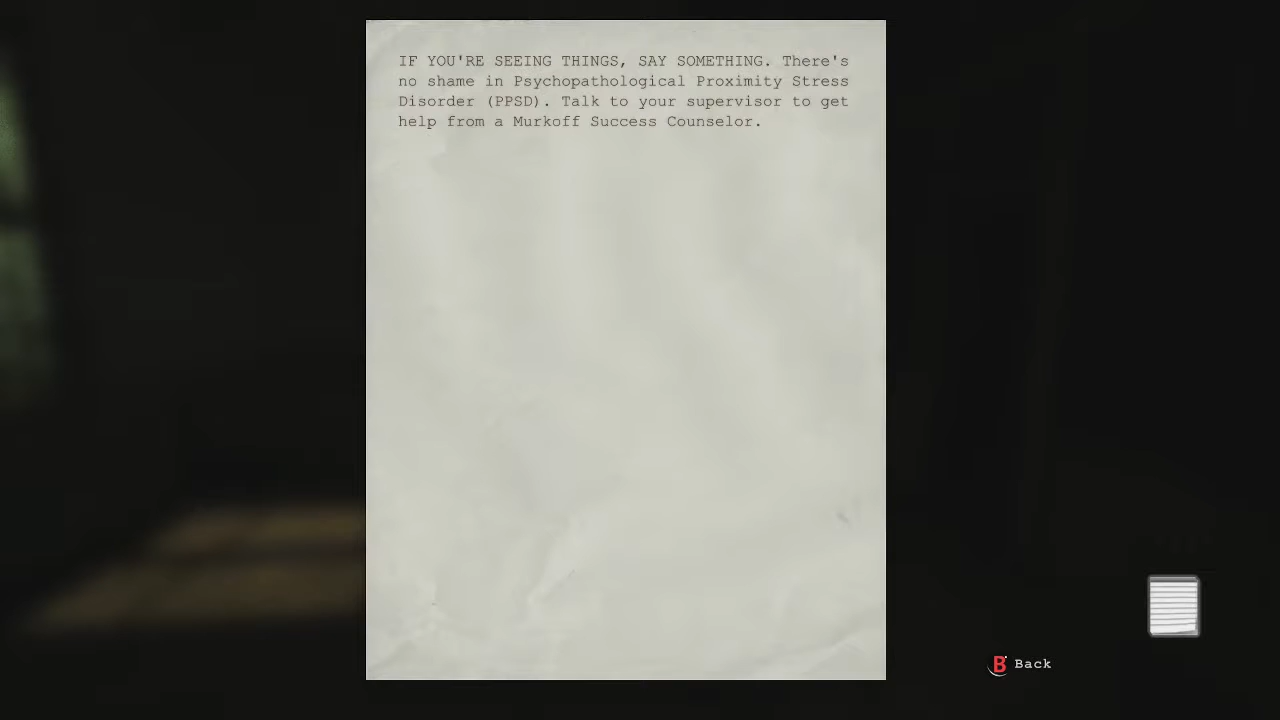 IF YOU'RE SEEING THINGS, SAY SOMETHING. There's
no shame in Psychopathological Proximity Stress
Disorder (PPSD). Talk to your supervisor to get
help from a Murkoff Success Counselor.
B Back